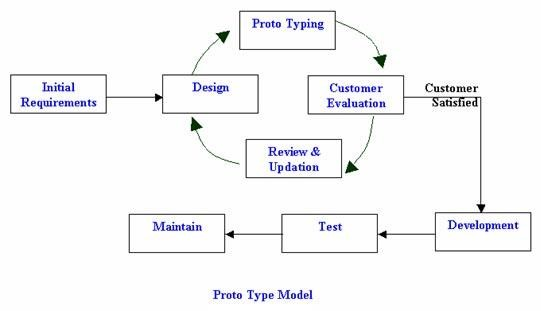 Proto Typing
Initial
Requirements
Design
Customer
Evaluation
Customer
Satisfied
Review &
Updation
Maintain
Test
Development
Proto Type Model